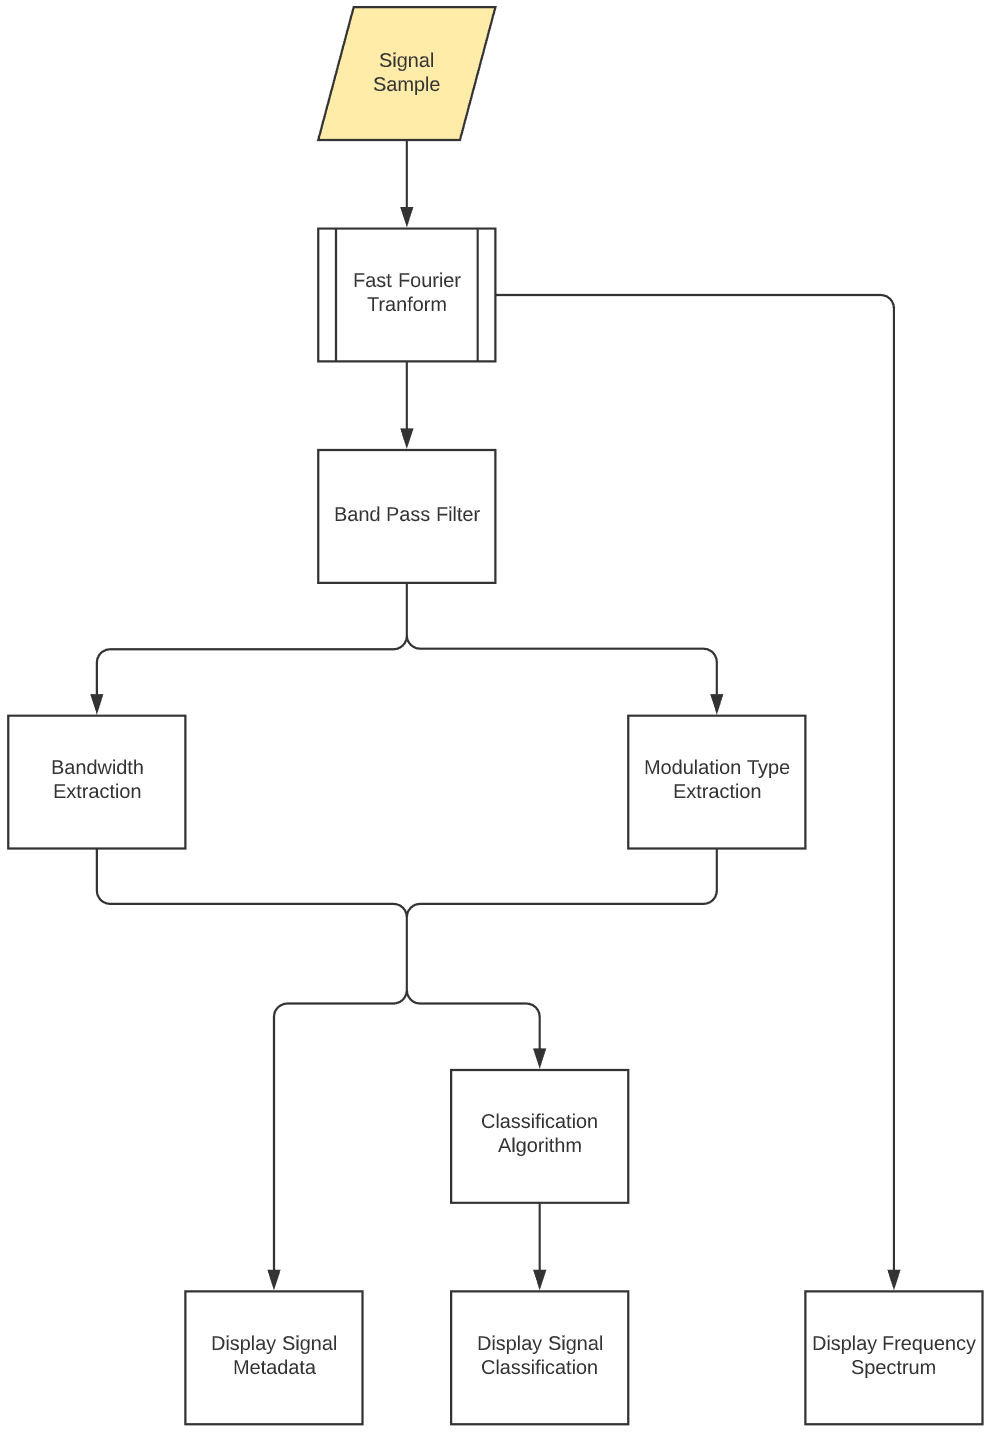 Signal
Sample
Fast Fourier
Tranform
Band Pass Filter
Bandwidth
Extraction
Modulation Type
Extraction
Classification
Algorithm
Display Signal
Metadata
Display Signal
Classification
Display Frequency
Spectrum